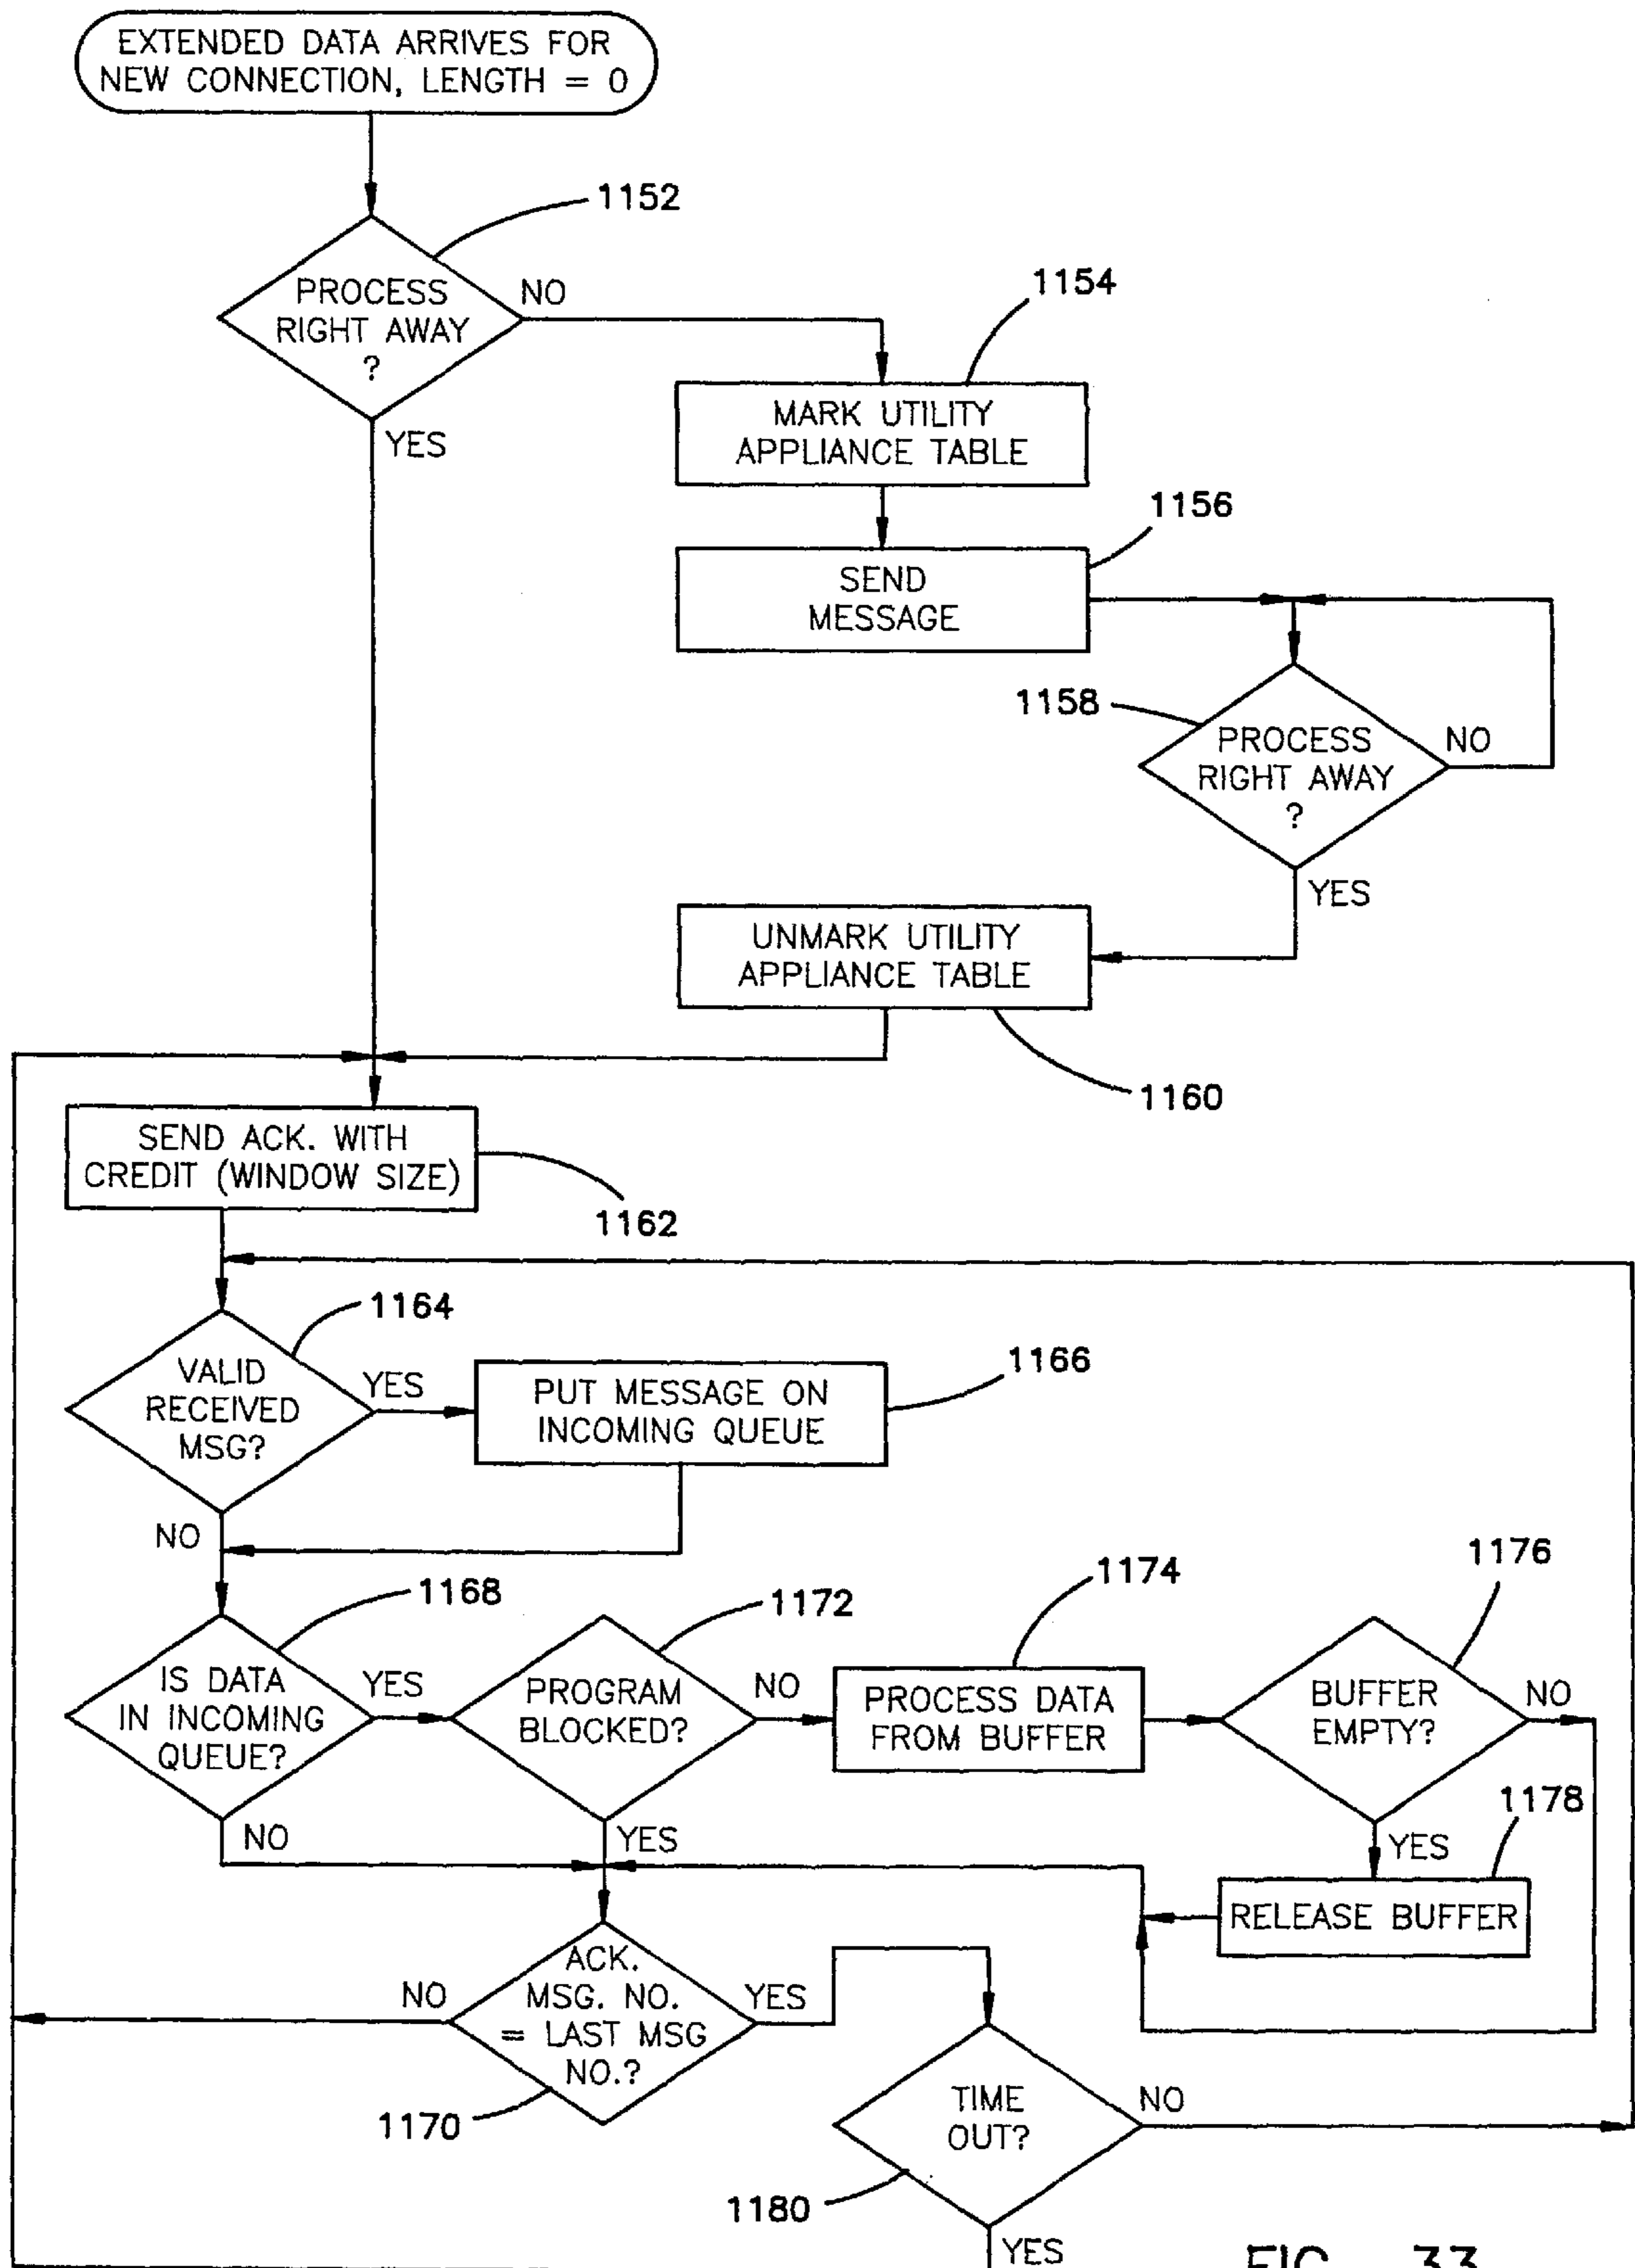 EXTENDED DATA ARRIVES FOR
NEW CONNECTION, LENGTH = 0
1152
PROCESS
RIGHT AWAY
?
NO
YES
1154
MARK UTILITY
APPLIANCE TABLE
1156
SEND
MESSAGE
1158
PROCESS
RIGHT AWAY
?
NO
YES
UNMARK UTILITY
APPLIANCE TABLE
1160
SEND ACK. WITH
CREDIT (WINDOW SIZE)
1162
1164
VALID
RECEIVED
MSG?
YES
NO
1166
PUT MESSAGE ON
INCOMING QUEUE
1168
IS DATA
IN INCOMING
QUEUE?
YES
NO
1172
PROGRAM
BLOCKED?
NO
YES
1174
PROCESS DATA
FROM BUFFER
1176
BUFFER
EMPTY?
NO
YES
1178
RELEASE BUFFER
ACK.
MSG. NO.
= LAST MSG
NO.?
NO
YES
1170
TIME
OUT?
NO
1180
YES
FIG. 33